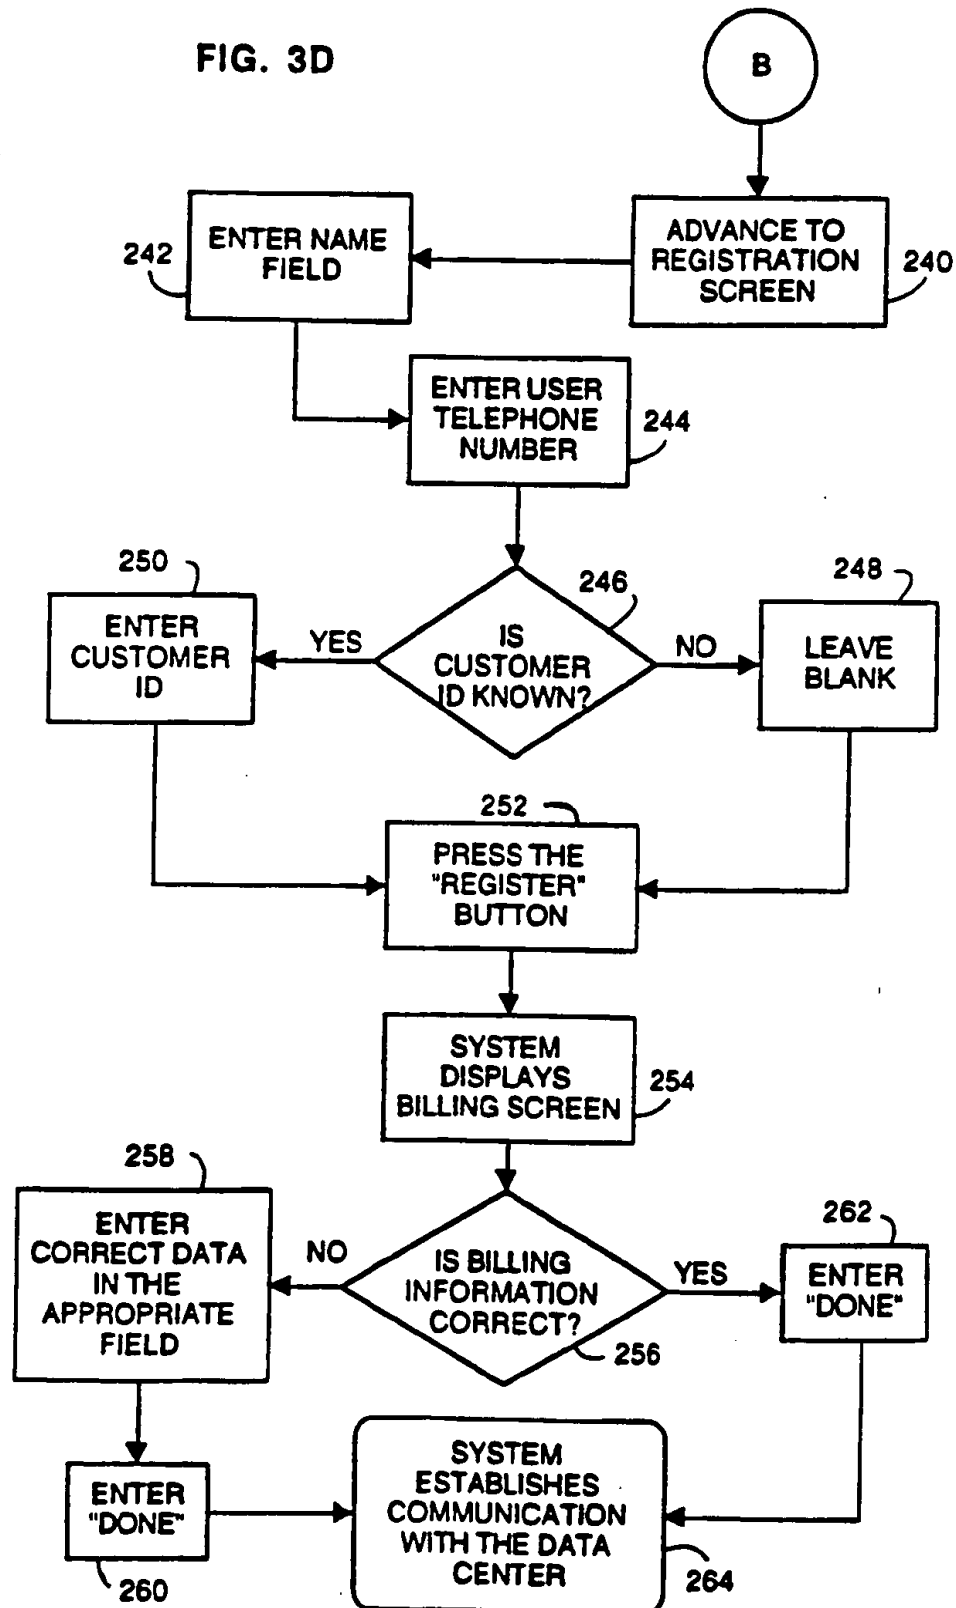 FIG. 3D
B
ADVANCE TO
REGISTRATION
SCREEN
240
ENTER NAME
FIELD
242
ENTER USER
TELEPHONE
NUMBER
244
IS
CUSTOMER
ID KNOWN?
246
YES
NO
250
ENTER
CUSTOMER
ID
248
LEAVE
BLANK
252
PRESS THE
"REGISTER"
BUTTON
SYSTEM
DISPLAYS
BILLING SCREEN
254
IS BILLING
INFORMATION
CORRECT?
256
NO
YES
258
ENTER
CORRECT DATA
IN THE
APPROPRIATE
FIELD
262
ENTER
"DONE"
ENTER
"DONE"
260
SYSTEM
ESTABLISHES
COMMUNICATION
WITH THE DATA
CENTER
264